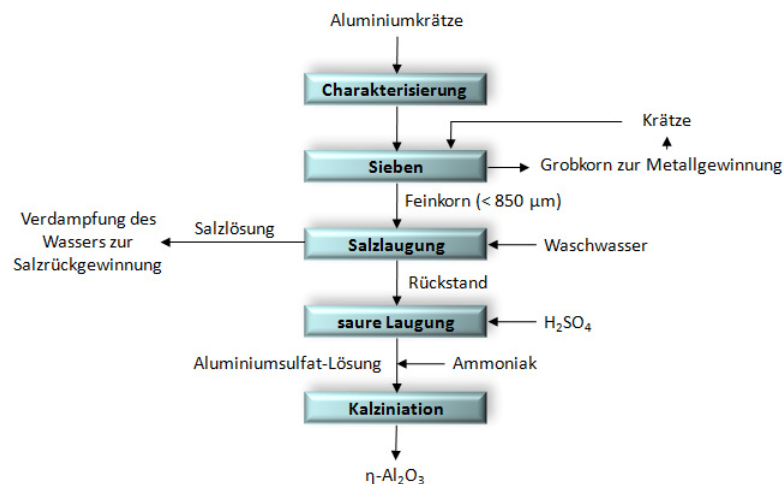 Aluminiumkrätze
Charakterisierung
Krätze
Sieben
Grobkorn zur Metallgewinnung
Feinkorn (< 850 µm)
Verdampfung des
Wassers zur
Salzrückgewinnung
Salzlösung
Salzlaugung
Waschwasser
Rückstand
saure Laugung
H₂SO₄
Aluminiumsulfat-Lösung
Ammoniak
Kalziniation
η-Al₂O₃